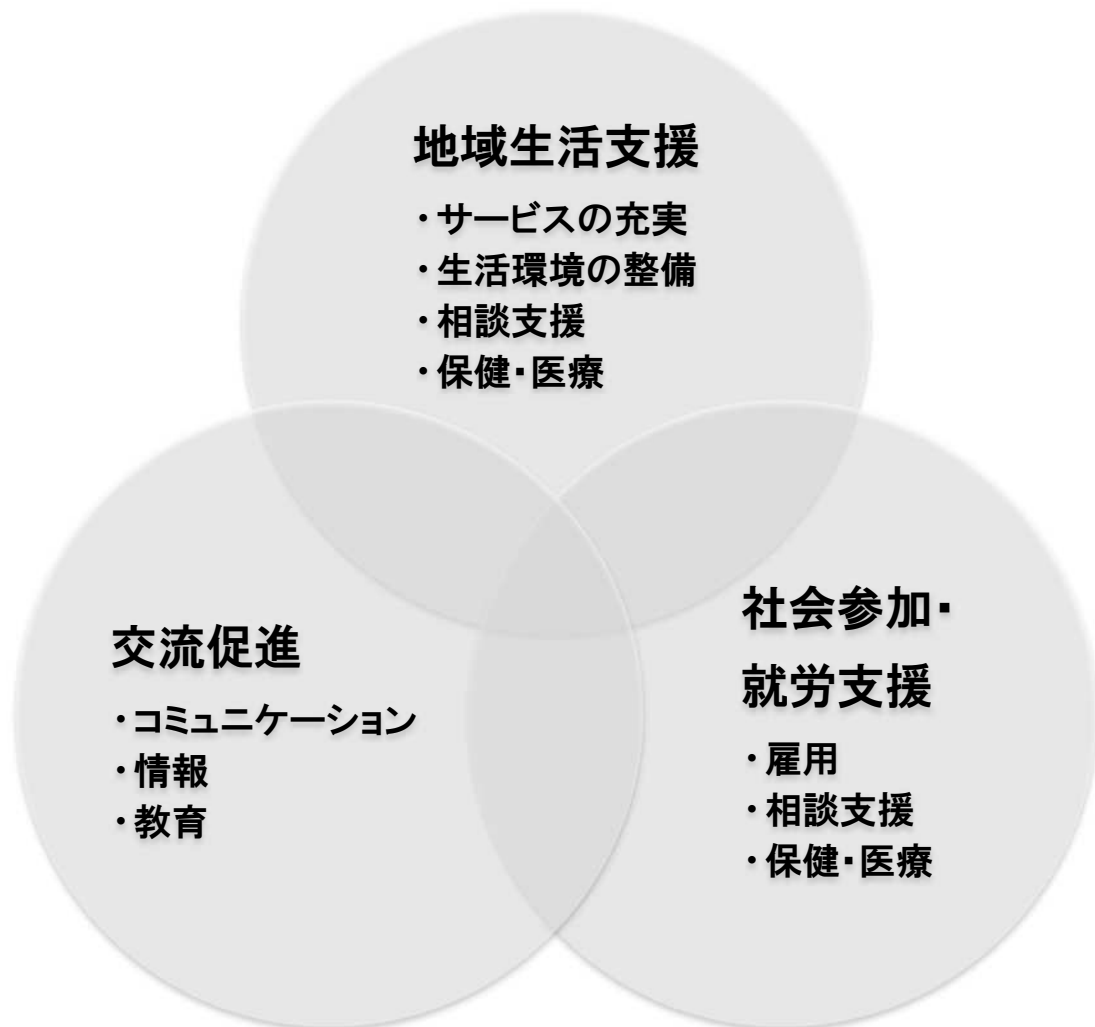 地域生活支援
・サービスの充実
・生活環境の整備
・相談支援
・保健・医療
交流促進
・コミュニケーション
・情報
・教育
社会参加・
就労支援
・雇用
・相談支援
・保健・医療